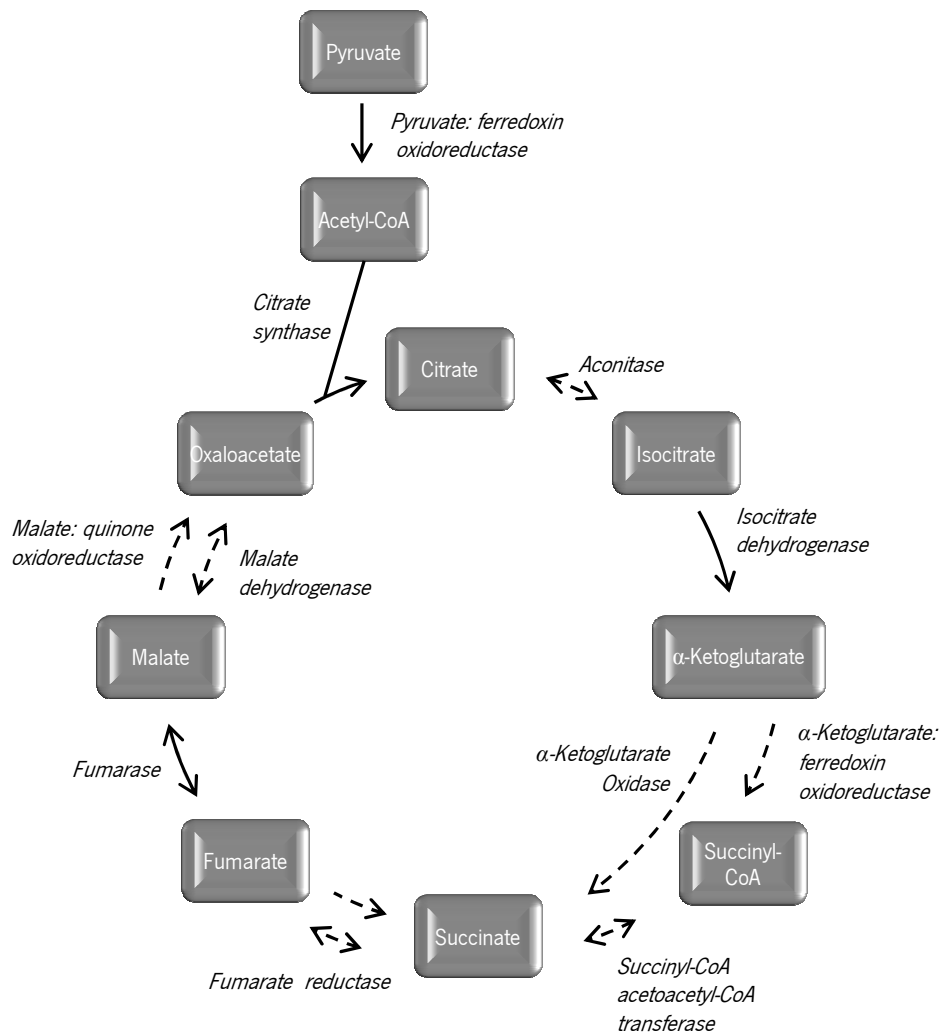 Pyruvate
Pyruvate: ferredoxin
oxidoreductase
Acetyl-CoA
Citrate
synthase
Citrate
Aconitase
Oxaloacetate
Isocitrate
Malate: quinone
oxidoreductase
Malate
dehydrogenase
Isocitrate
dehydrogenase
Malate
α-Ketoglutarate
Fumarase
α-Ketoglutarate
Oxidase
α-Ketoglutarate:
ferredoxin
oxidoreductase
Fumarate
Succinyl-
CoA
Succinate
Fumarate reductase
Succinyl-CoA
acetoacetyl-CoA
transferase